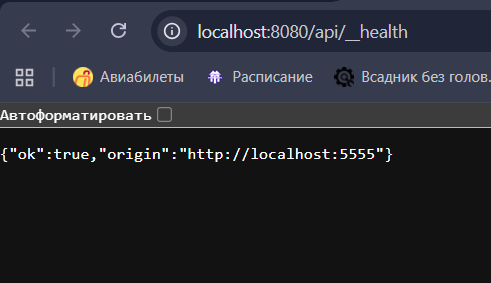 localhost:8080/api/__health
Авиабилеты
Расписание
Всадник без голов.
Автоформатировать
{"ok":true,"origin":"http://localhost:5555"}